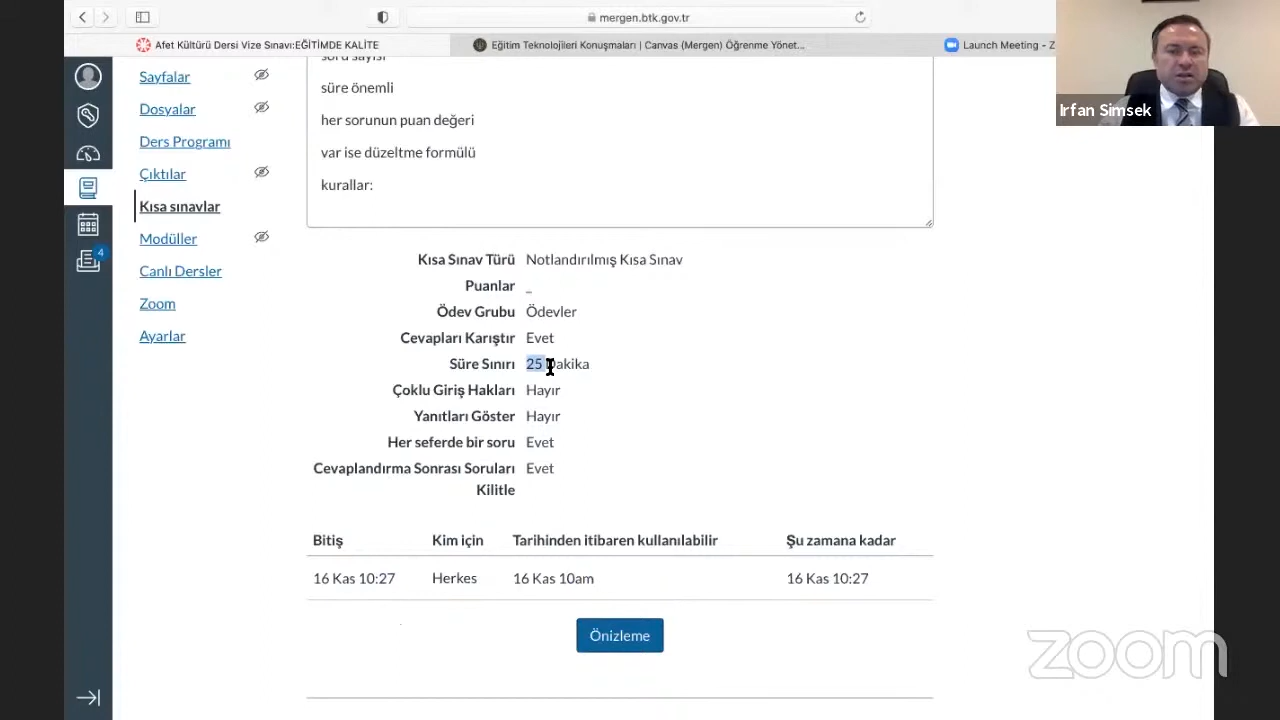 mergen.btk.gov.tr
Afet Kültürü Dersi Vize Sınavı:EĞİTİMDE KALİTE
Eğitim Teknolojileri Konuşmaları | Canvas (Mergen) Öğrenme Yönet...
Launch Meeting - Z
Irfan Simsek
Sayfalar
Dosyalar
Ders Programı
Çıktılar
Kısa sınavlar
Modüller
Canlı Dersler
Zoom
Ayarlar
4
soru sayısı
süre önemli
her sorunun puan değeri
var ise düzeltme formülü
kurallar:
Kısa Sınav Türü Notlandırılmış Kısa Sınav
Puanlar _
Ödev Grubu Ödevler
Cevapları Karıştır Evet
Süre Sınırı 25 Dakika
Çoklu Giriş Hakları Hayır
Yanıtları Göster Hayır
Her seferde bir soru Evet
Cevaplandırma Sonrası Soruları Evet
Kilitle
Bitiş Kim için Tarihinden itibaren kullanılabilir Şu zamana kadar
16 Kas 10:27 Herkes 16 Kas 10am 16 Kas 10:27
Önizleme
zoom